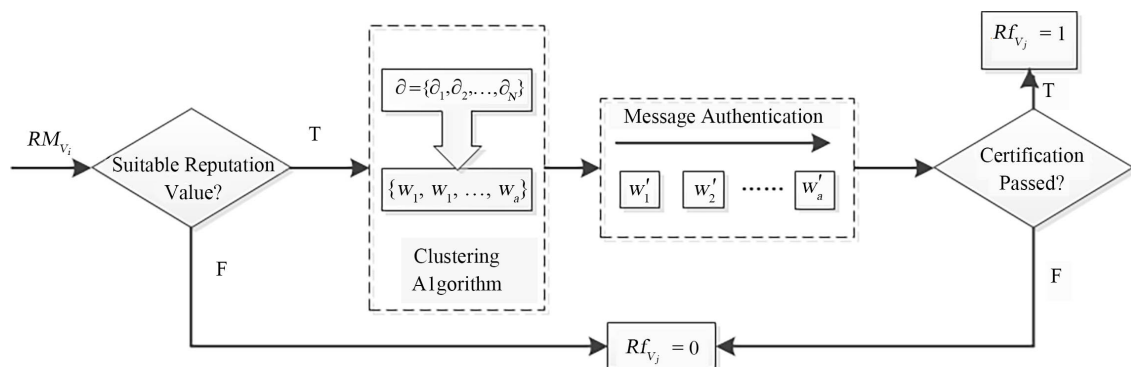 RM_{V_i}
Suitable Reputation
Value?
T
F
∂={∂_1,∂_2,...,∂_N}
{w_1, w_1, ..., w_a}
Clustering
A1gorithm
Message Authentication
w'_1 w'_2 ······ w'_a
Certification
Passed?
T
Rf_{V_j} = 1
F
Rf_{V_j} = 0